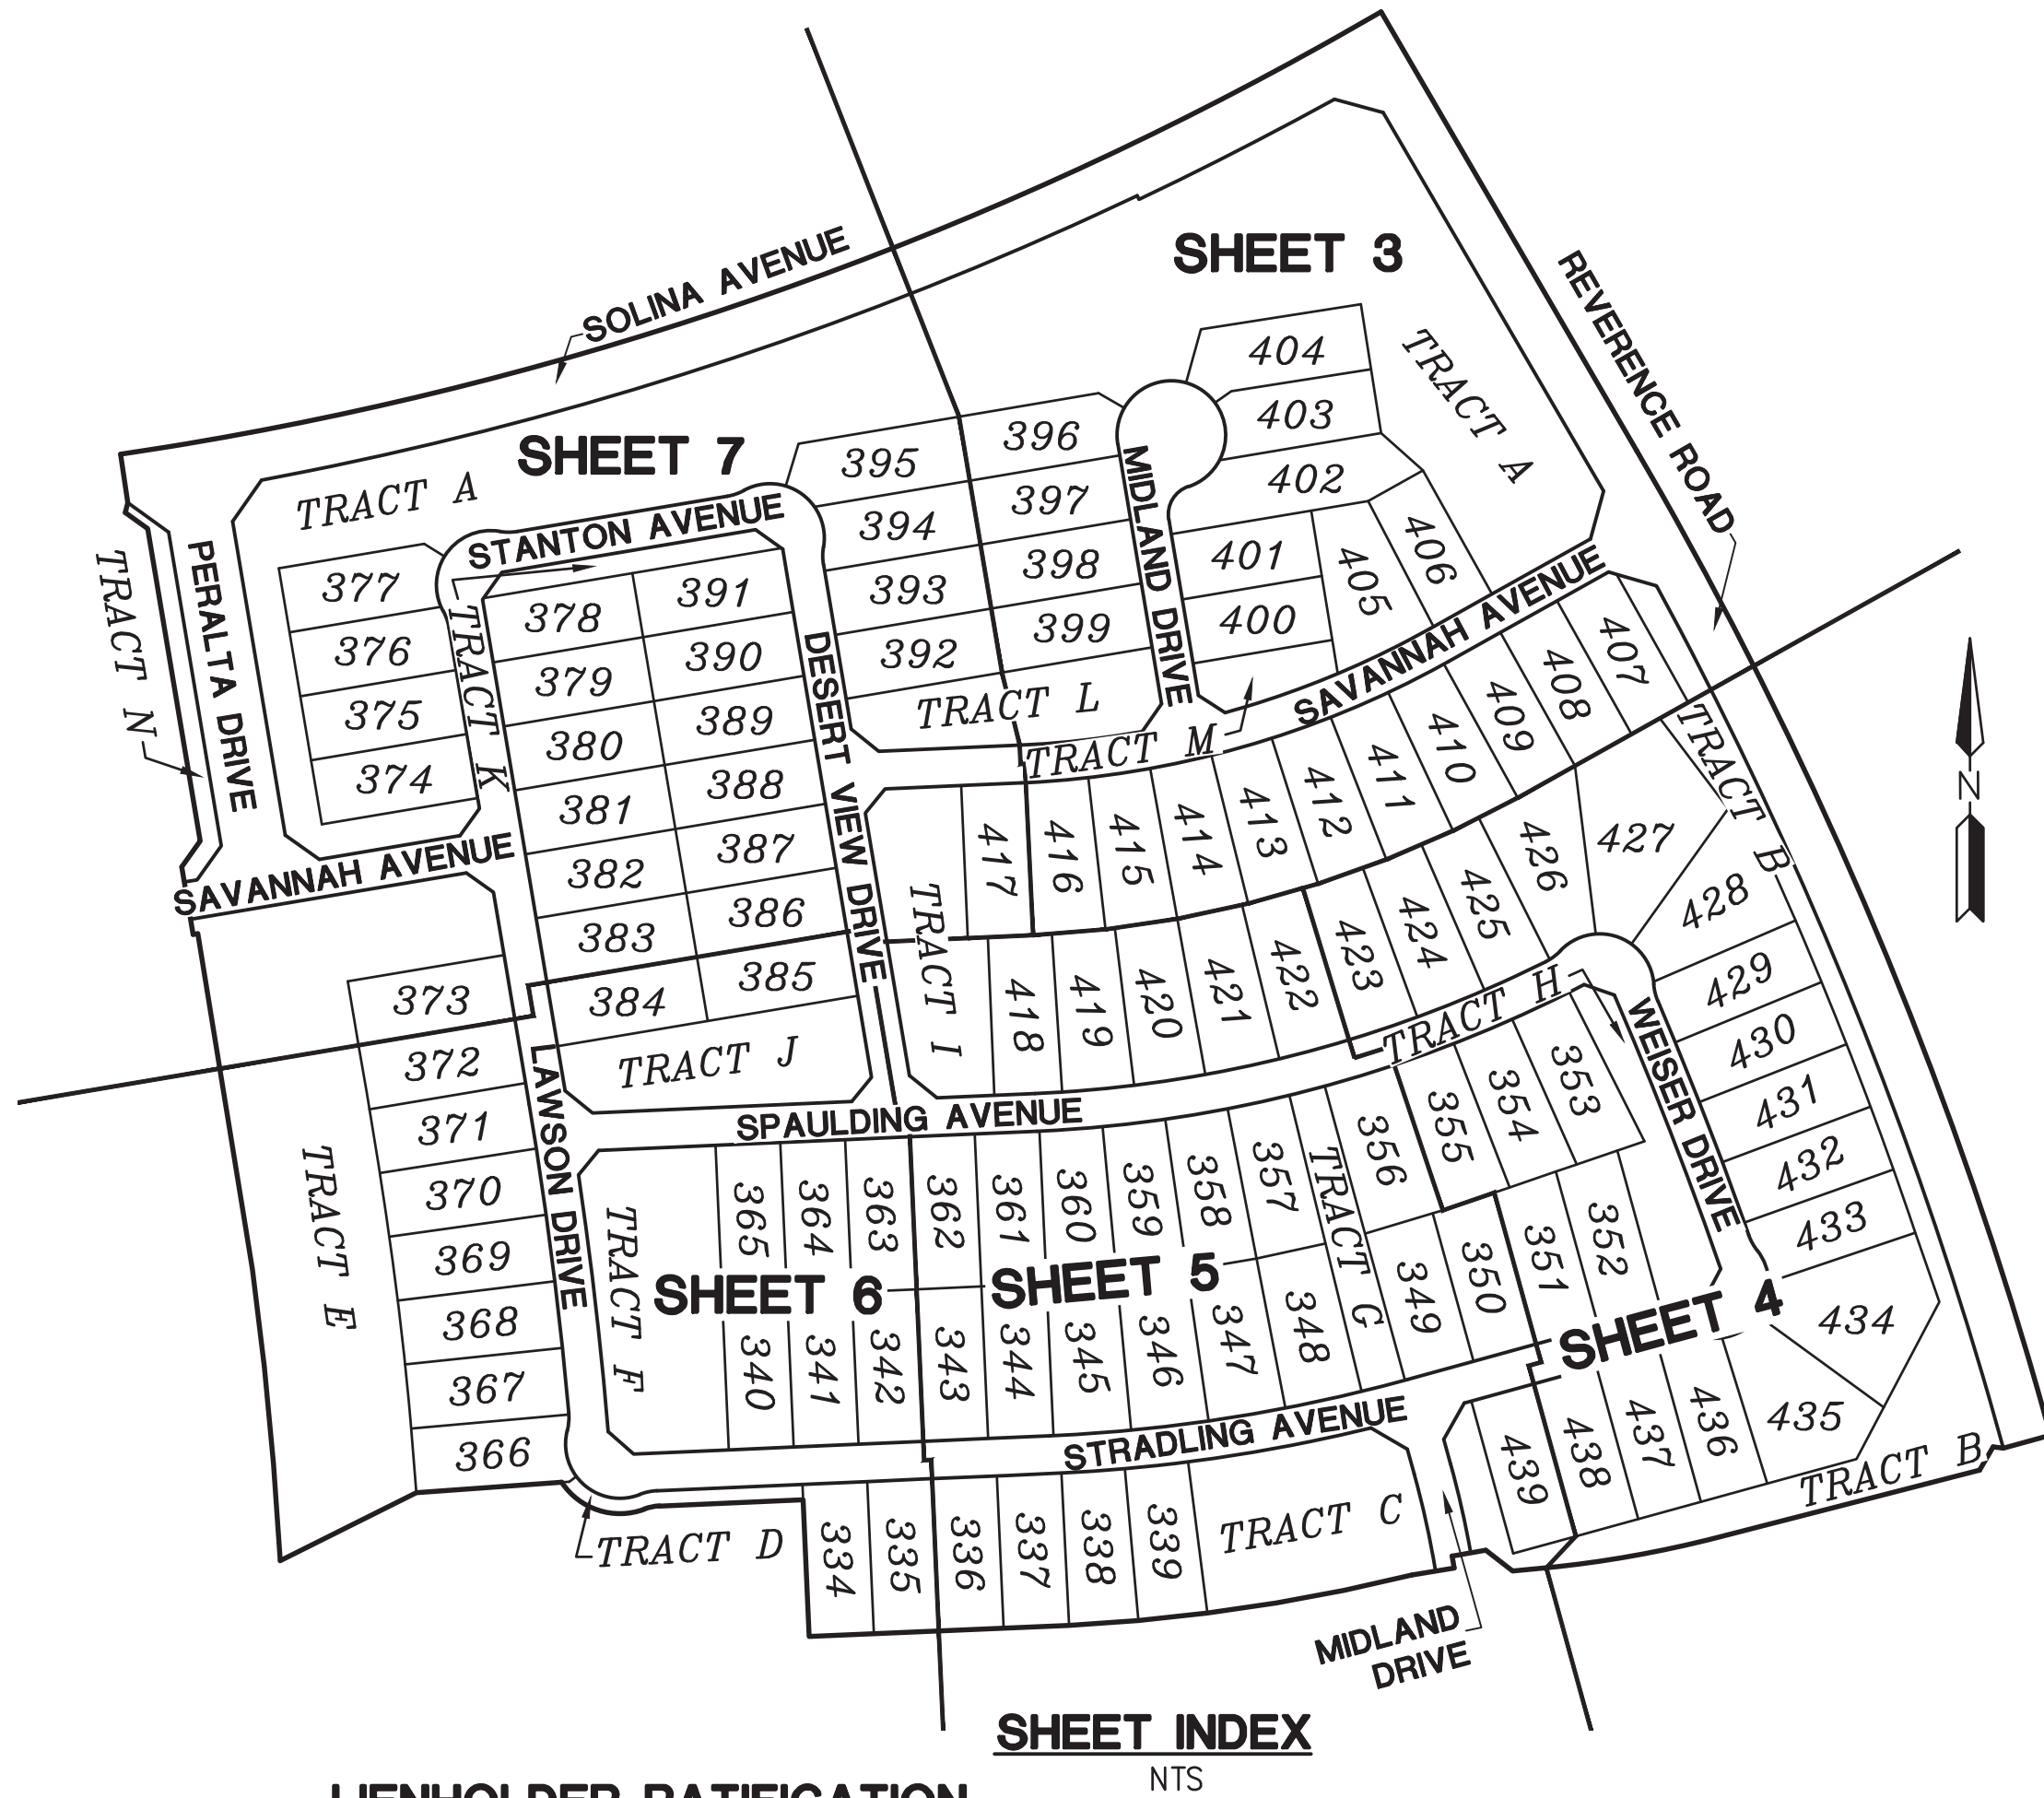 SOLINA AVENUE
SHEET 3
REVERENCE ROAD
TRACT A
404
403
402
401
400
405
406
MIDLAND DRIVE
396
397
398
399
395
394
393
392
TRACT L
TRACT M
SAVANNAH AVENUE
SHEET 7
TRACT A
STANTON AVENUE
TRACT N
PERALTA DRIVE
377
376
375
374
TRACT K
378
379
380
381
382
383
384
391
390
389
388
387
386
385
DESERT VIEW DRIVE
SAVANNAH AVENUE
407
408
409
410
411
412
413
414
415
416
417
TRACT B
427
426
425
424
423
422
421
420
419
418
TRACT I
428
429
430
431
432
433
434
435
TRACT H
WEISER DRIVE
N
373
372
371
370
369
368
367
366
TRACT E
LAWSON DRIVE
TRACT J
SPAULDING AVENUE
TRACT F
365
364
363
362
361
360
359
358
357
TRACT G
356
355
354
353
SHEET 6
SHEET 5
SHEET 4
340
341
342
343
344
345
346
347
348
349
350
351
352
STRADLING AVENUE
439
438
437
436
TRACT B
TRACT D
334
335
336
337
338
339
TRACT C
MIDLAND
DRIVE
SHEET INDEX
NTS
LIENHOLDER RATIFICATION